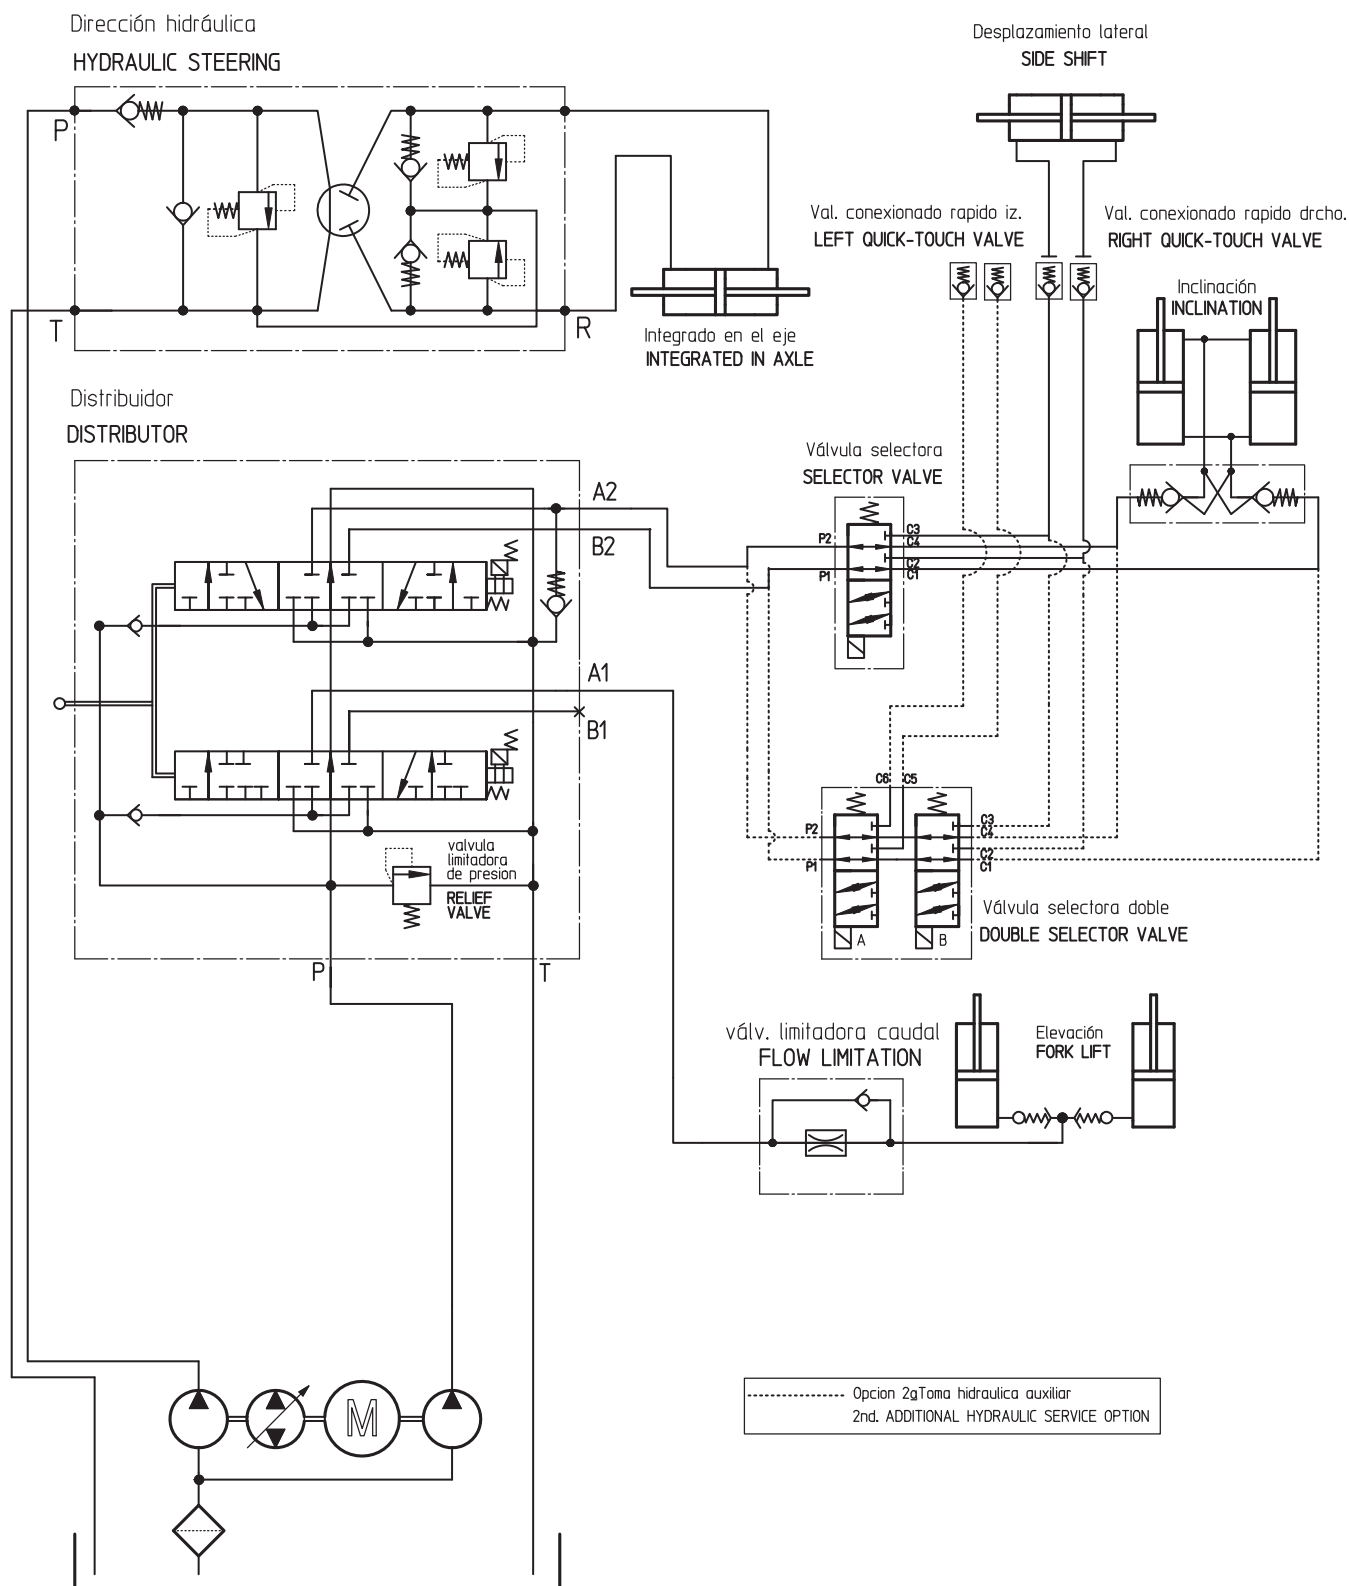 Dirección hidráulica
HYDRAULIC STEERING
P
T
R
Integrado en el eje
INTEGRATED IN AXLE
Desplazamiento lateral
SIDE SHIFT
Val. conexionado rapido iz.
LEFT QUICK-TOUCH VALVE
Val. conexionado rapido drcho.
RIGHT QUICK-TOUCH VALVE
Inclinación
INCLINATION
Distribuidor
DISTRIBUTOR
A2
B2
A1
B1
valvula
limitadora
de presion
RELIEF
VALVE
P
T
Válvula selectora
SELECTOR VALVE
P2
P1
C3
C4
C2
C1
C6
C5
P2
P1
C3
C4
C2
C1
A
B
Válvula selectora doble
DOUBLE SELECTOR VALVE
válv. limitadora caudal
FLOW LIMITATION
Elevación
FORK LIFT
M
Opcion 2gToma hidraulica auxiliar
2nd. ADDITIONAL HYDRAULIC SERVICE OPTION